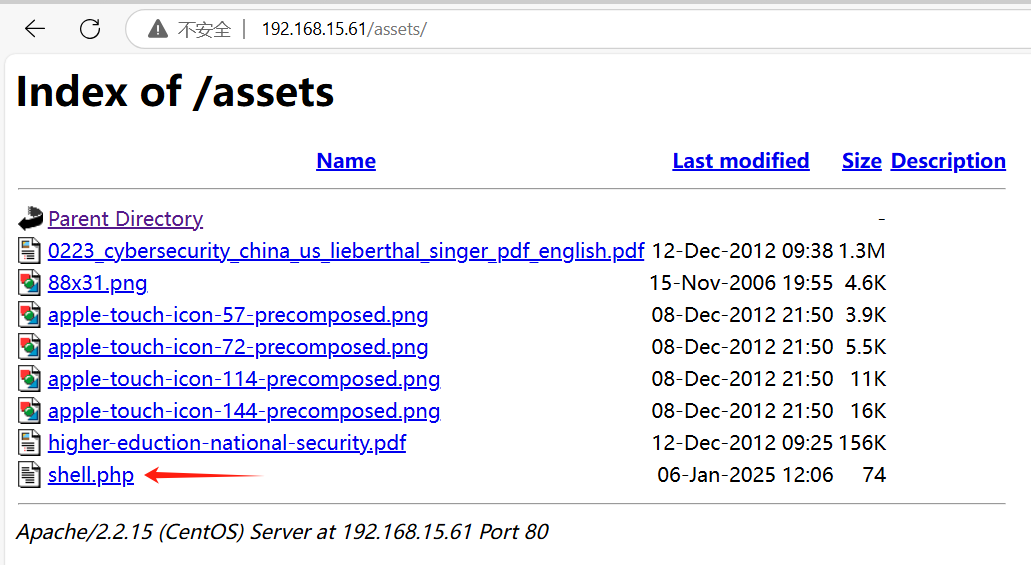 不安全 192.168.15.61/assets/
Index of /assets
Name Last modified Size Description
Parent Directory -
0223_cybersecurity_china_us_lieberthal_singer_pdf_english.pdf 12-Dec-2012 09:38 1.3M
88x31.png 15-Nov-2006 19:55 4.6K
apple-touch-icon-57-precomposed.png 08-Dec-2012 21:50 3.9K
apple-touch-icon-72-precomposed.png 08-Dec-2012 21:50 5.5K
apple-touch-icon-114-precomposed.png 08-Dec-2012 21:50 11K
apple-touch-icon-144-precomposed.png 08-Dec-2012 21:50 16K
higher-eduction-national-security.pdf 12-Dec-2012 09:25 156K
shell.php 06-Jan-2025 12:06 74
Apache/2.2.15 (CentOS) Server at 192.168.15.61 Port 80